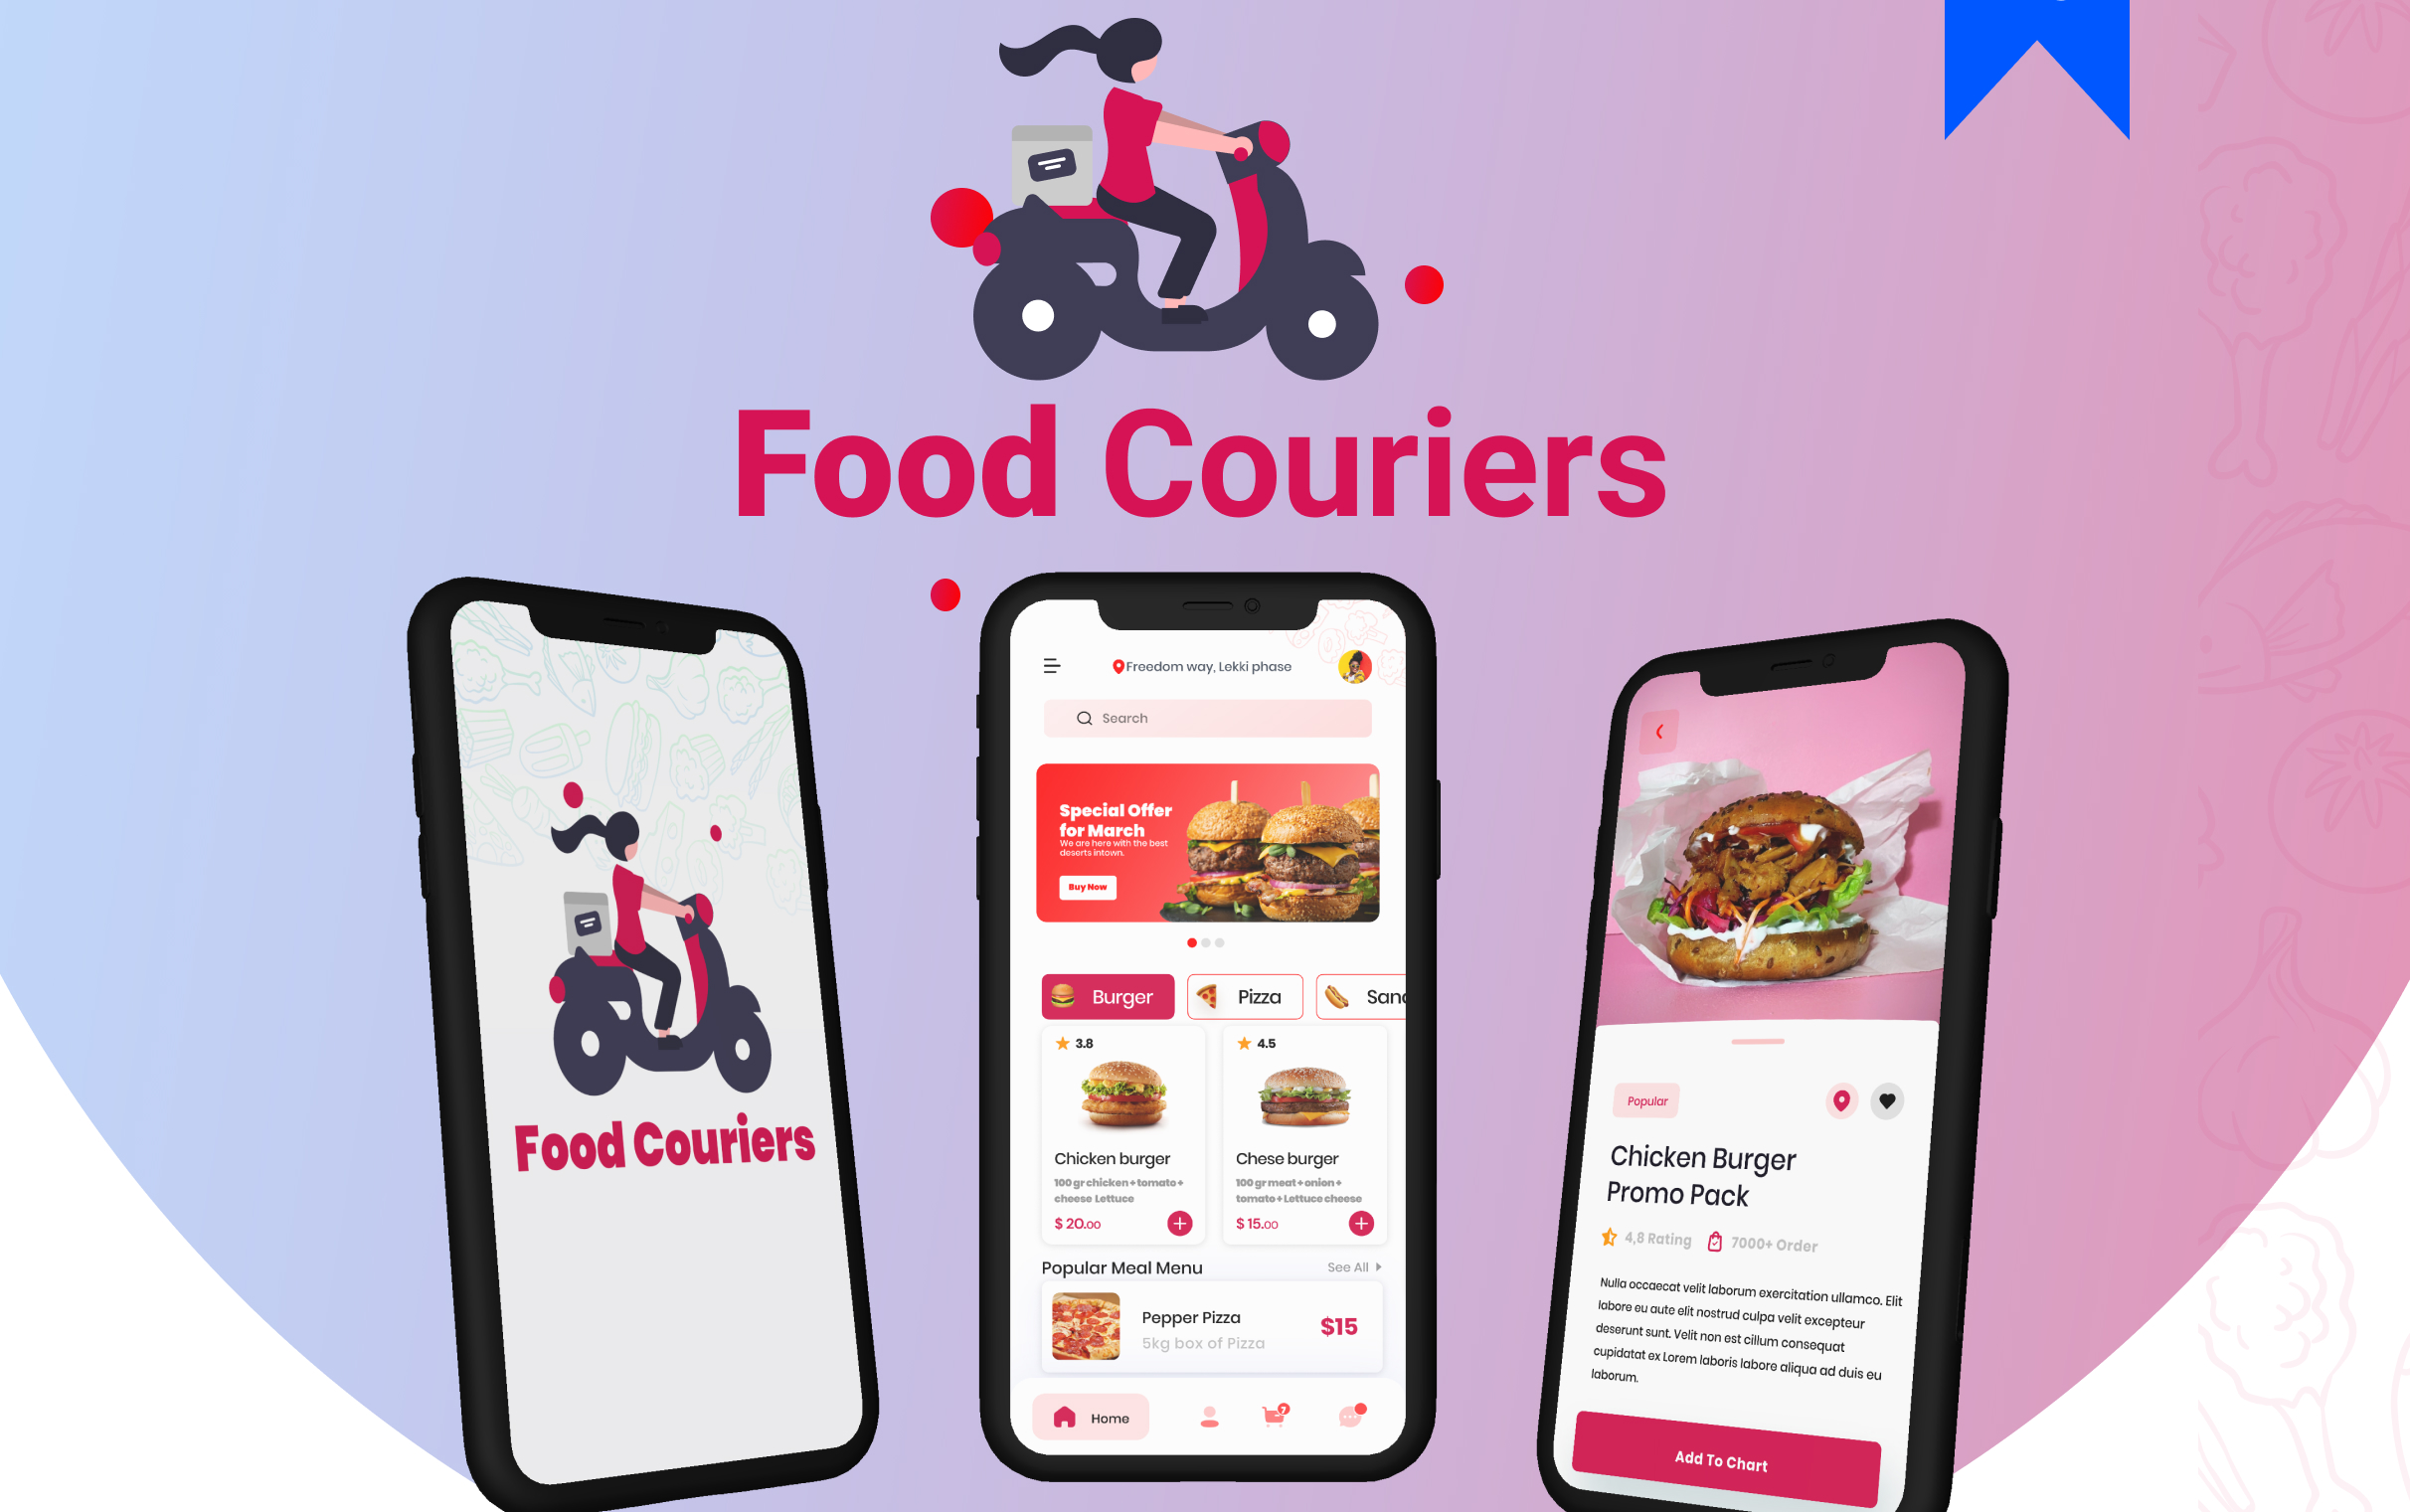 Food Couriers
Food Couriers
Freedom way, Lekki phase
Search
Special Offer
for March
We are here with the best
deserts intown.
Buy Now
Burger
Pizza
3.8
4.5
Chicken burger
Chese burger
100 gr chicken + tomato +
cheese Lettuce
100 gr meat + onion +
tomato + Lettuce cheese
$ 20.00
$ 15.00
Popular Meal Menu
See All
Pepper Pizza
5kg box of Pizza
$15
Home
7
Popular
Chicken Burger
Promo Pack
4,8 Rating
7000+ Order
Nulla occaecat velit laborum exercitation ullamco. Elit
labore eu aute elit nostrud culpa velit excepteur
deserunt sunt. Velit non est cillum consequat
cupidatat ex Lorem laboris labore aliqua ad duis eu
laborum.
Add To Chart